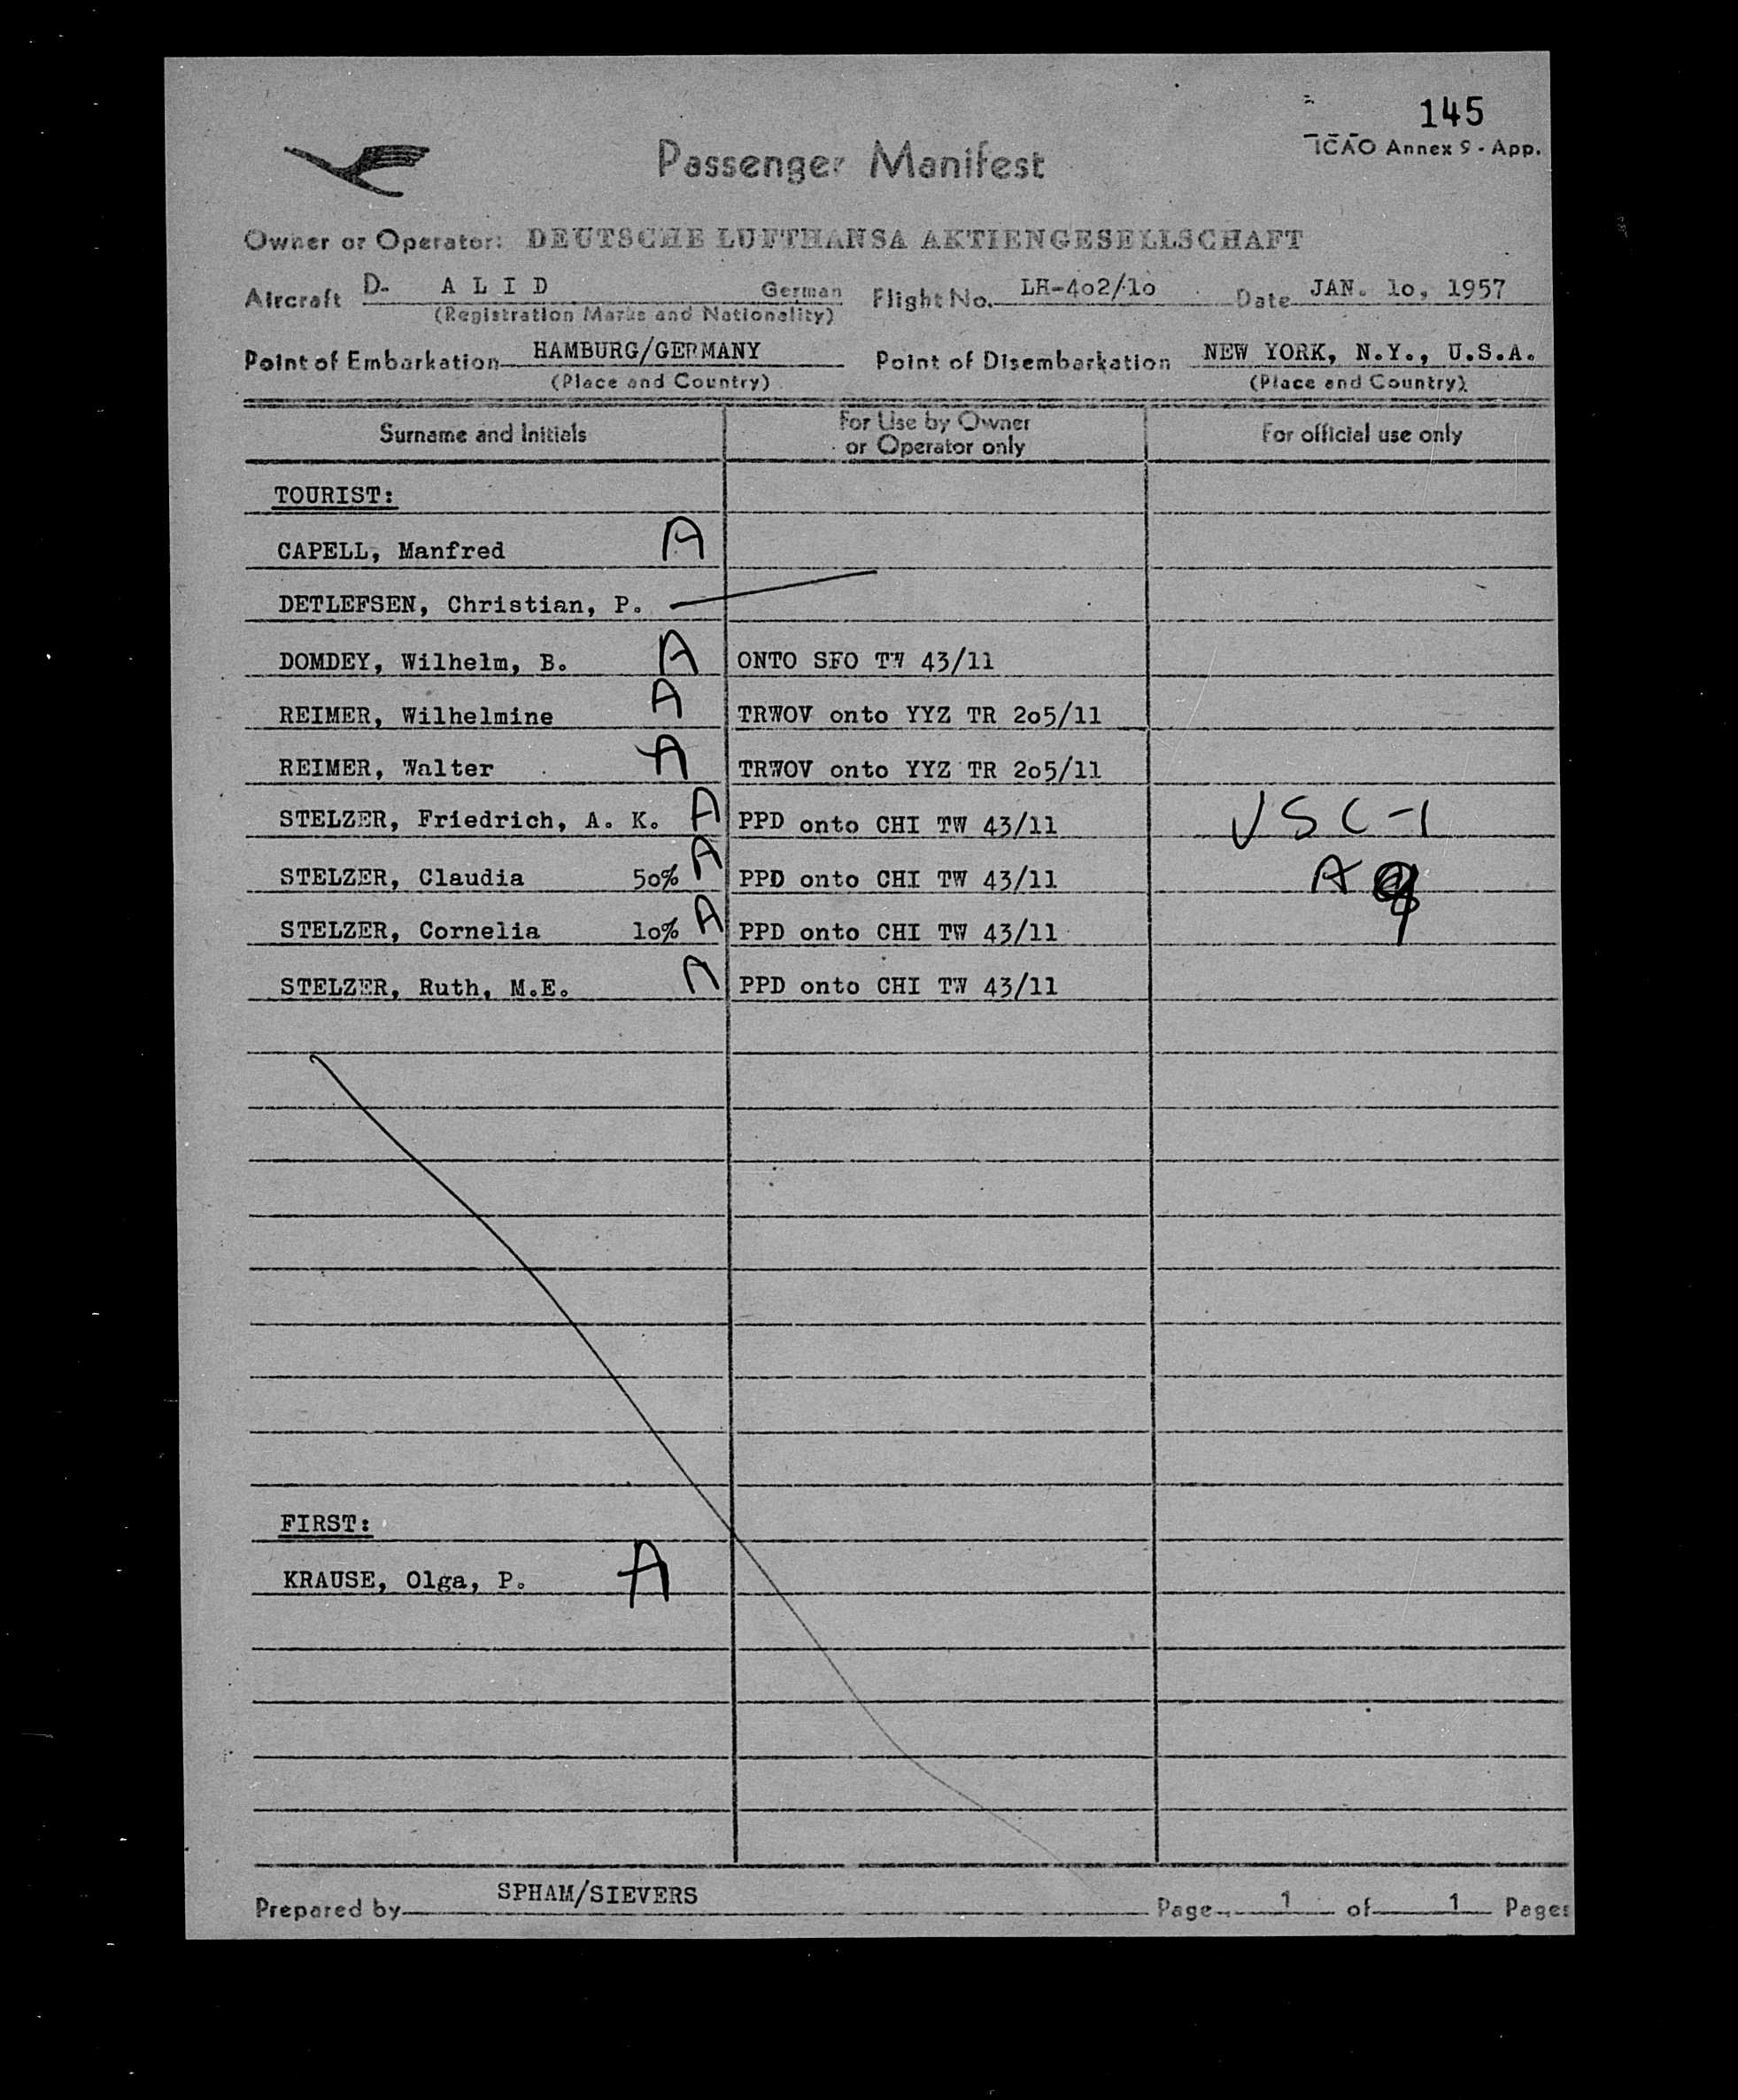 145
ICAO Annex 9 - App.
Passenger Manifest
Owner or Operator: DEUTSCHE LUFTHANSA AKTIENGESELLSCHAFT
Aircraft D- A L I D German Flight No. LH-402/10 Date JAN. 10, 1957
(Registration Marks and Nationality)
Point of Embarkation HAMBURG/GERMANY Point of Disembarkation NEW YORK, N.Y., U.S.A.
(Place and Country) (Place and Country)
Surname and Initials For Use by Owner or Operator only For official use only
TOURIST:
CAPELL, Manfred A
DETLEFSEN, Christian, P.
DOMDEY, Wilhelm, B. A ONTO SFO TW 43/11
REIMER, Wilhelmine A TRWOV onto YYZ TR 205/11
REIMER, Walter A TRWOV onto YYZ TR 205/11
STELZER, Friedrich, A. K. A PPD onto CHI TW 43/11 USC-1
STELZER, Claudia 50% A PPD onto CHI TW 43/11 A 9
STELZER, Cornelia 10% A PPD onto CHI TW 43/11
STELZER, Ruth, M.E. A PPD onto CHI TW 43/11
FIRST:
KRAUSE, Olga, P. A
Prepared by SPHAM/SIEVERS Page 1 of 1 Pages